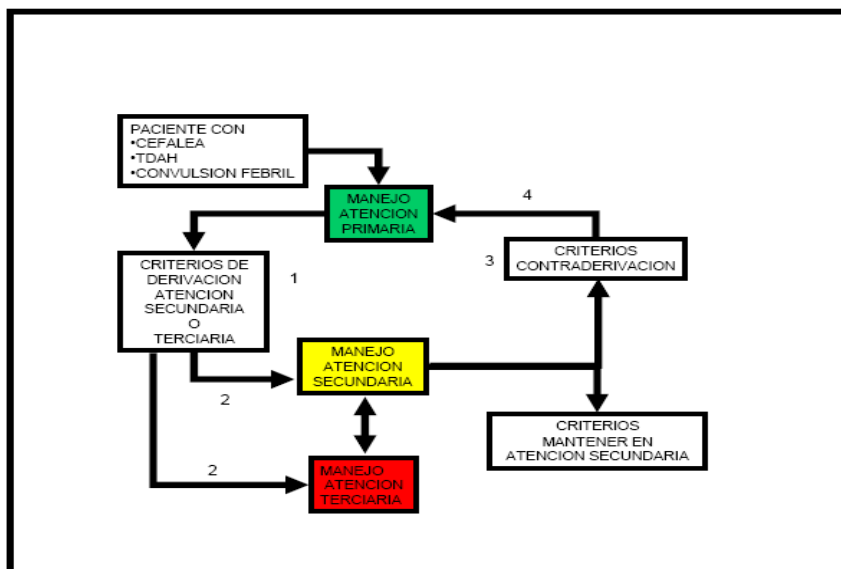 PACIENTE CON
•CEFALEA
•TDAH
•CONVULSION FEBRIL
MANEJO
ATENCION
PRIMARIA
4
CRITERIOS DE
DERIVACION
ATENCION
SECUNDARIA
O
TERCIARIA
1
3
CRITERIOS
CONTRADERIVACION
MANEJO
ATENCION
SECUNDARIA
2
CRITERIOS
MANTENER EN
ATENCION SECUNDARIA
2
MANEJO
ATENCION
TERCIARIA